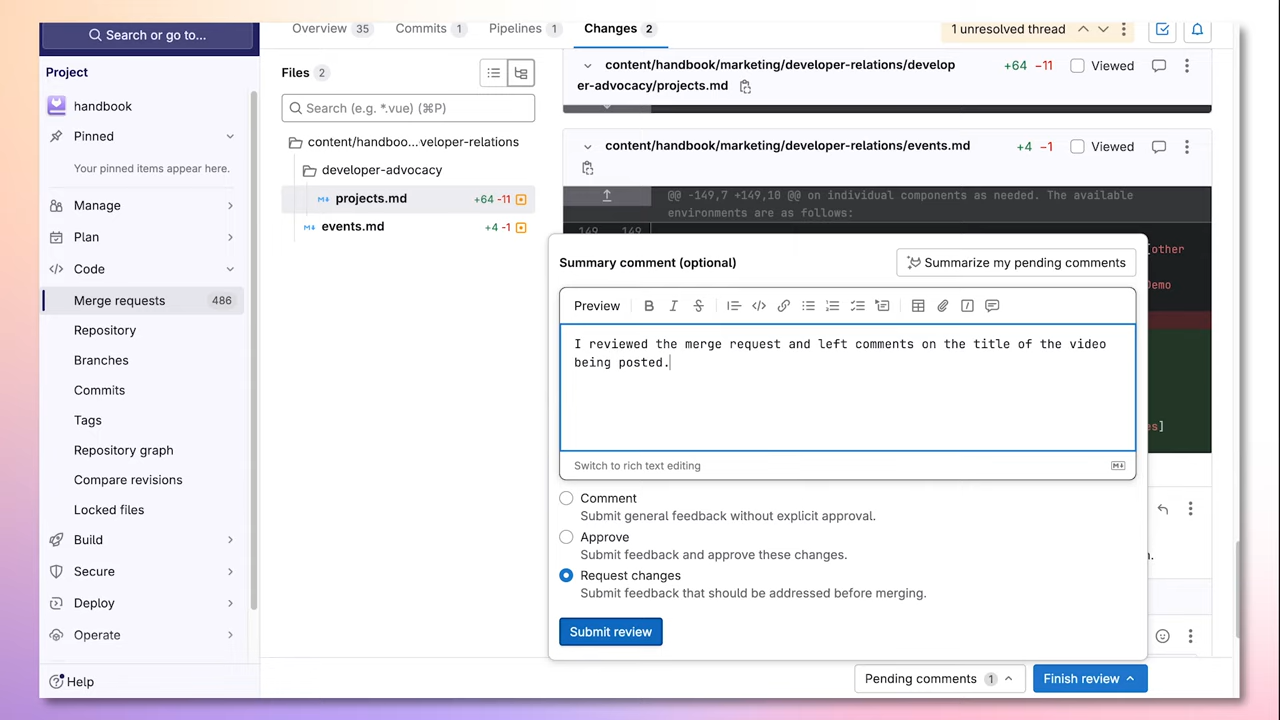 Search or go to...
Project
handbook
Pinned
Your pinned items appear here.
Manage
Plan
Code
Merge requests 486
Repository
Branches
Commits
Tags
Repository graph
Compare revisions
Locked files
Build
Secure
Deploy
Operate
Help
Overview 35 Commits 1 Pipelines 1 Changes 2
1 unresolved thread
Files 2
Search (e.g. *.vue) (⌘P)
content/handboo...veloper-relations
developer-advocacy
projects.md +64 -11
events.md +4 -1
content/handbook/marketing/developer-relations/develop
er-advocacy/projects.md
+64 −11 Viewed
content/handbook/marketing/developer-relations/events.md +4 −1 Viewed
@@ -149,7 +149,10 @@ on individual components as needed. The available
environments are as follows:
149 149
[other
Demo
es]
Summary comment (optional)
Summarize my pending comments
Preview
I reviewed the merge request and left comments on the title of the video
being posted.
Switch to rich text editing
Comment
Submit general feedback without explicit approval.
Approve
Submit feedback and approve these changes.
Request changes
Submit feedback that should be addressed before merging.
Submit review
Pending comments 1
Finish review